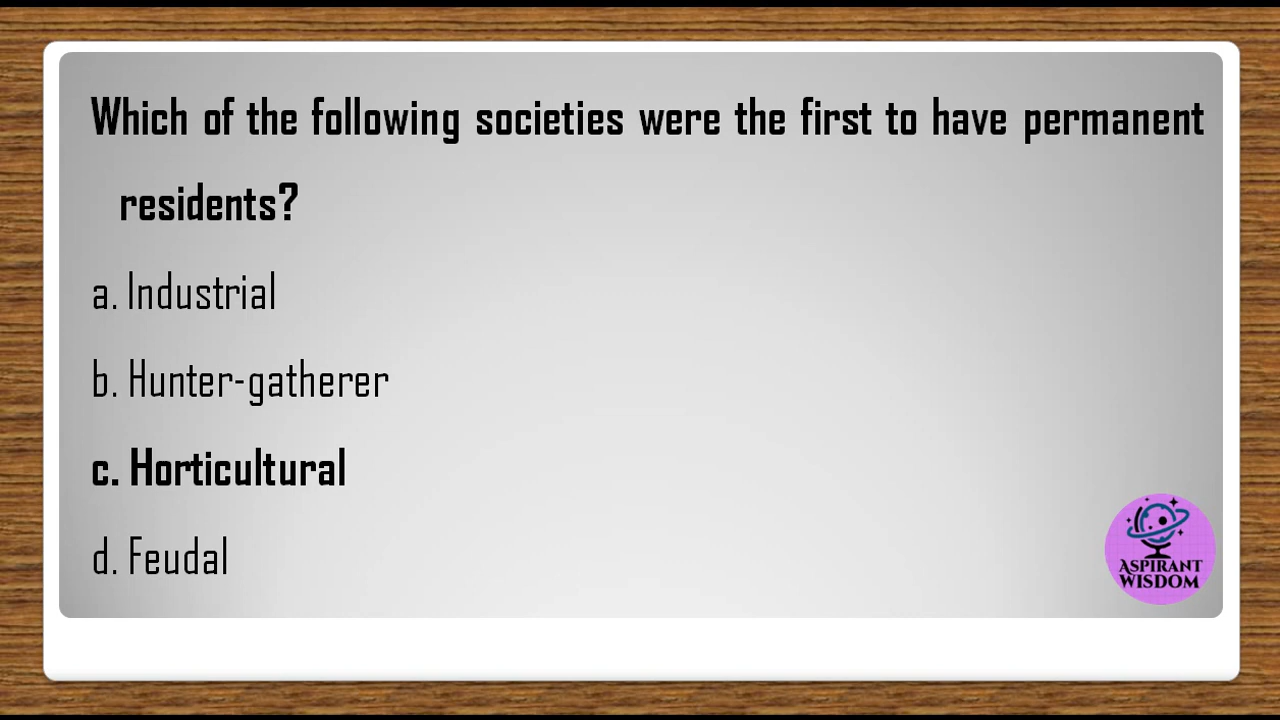 Which of the following societies were the first to have permanent
residents?
a. Industrial
b. Hunter-gatherer
c. Horticultural
d. Feudal
ASPIRANT
WISDOM